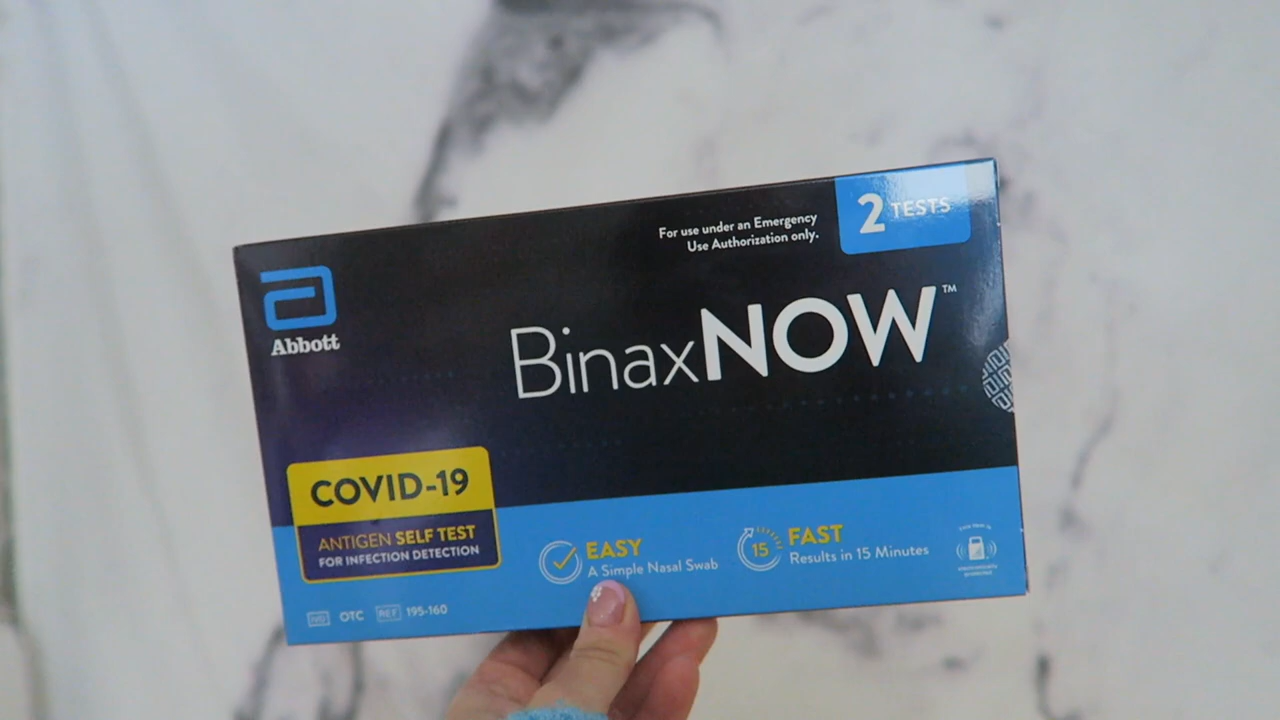 For use under an Emergency
Use Authorization only.
2 TESTS
Abbott
BinaxNOW™
COVID-19
ANTIGEN SELF TEST
FOR INFECTION DETECTION
EASY
A Simple Nasal Swab
15
FAST
Results in 15 Minutes
IVD OTC REF 195-160